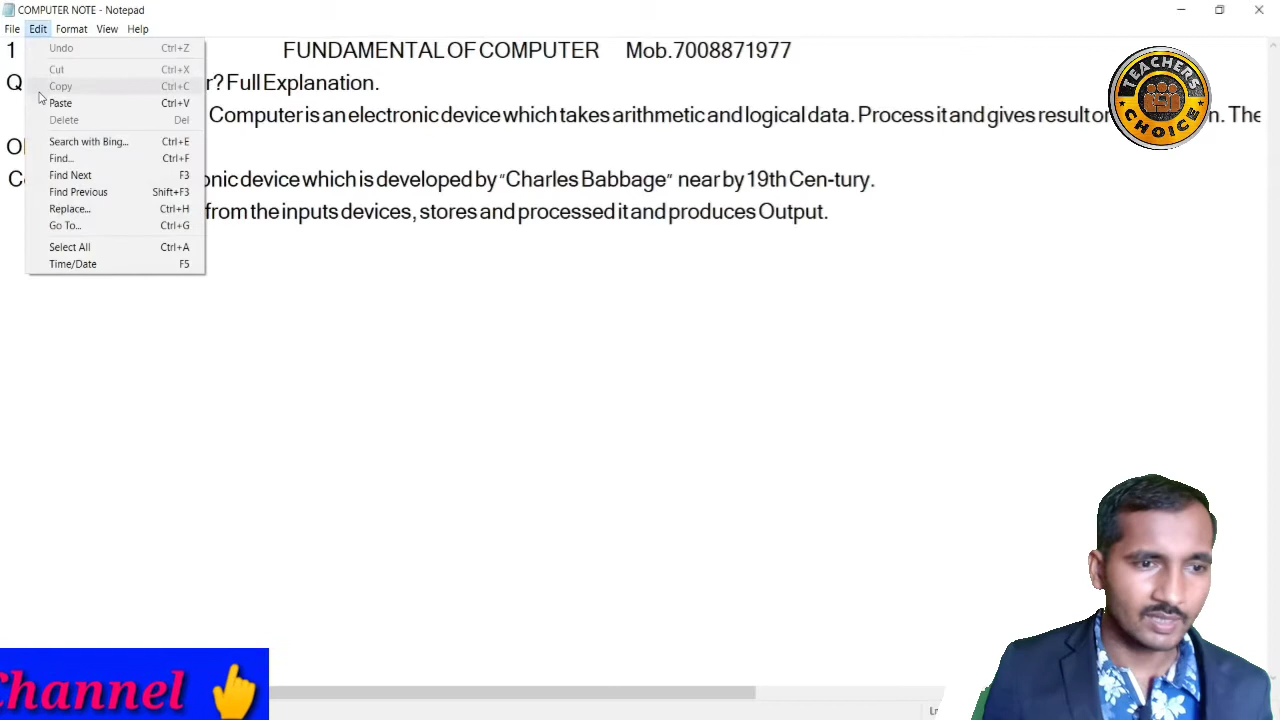 COMPUTER NOTE - Notepad
File Edit Format View Help
1 FUNDAMENTAL OF COMPUTER Mob.7008871977
Undo Ctrl+Z
Cut Ctrl+X
Copy Ctrl+C
Paste Ctrl+V
Delete Del
Search with Bing... Ctrl+E
Find... Ctrl+F
Find Next F3
Find Previous Shift+F3
Replace... Ctrl+H
Go To... Ctrl+G
Select All Ctrl+A
Time/Date F5
r? Full Explanation.
Computer is an electronic device which takes arithmetic and logical data. Process it and gives result or The
onic device which is developed by “Charles Babbage” near by 19th Cen-tury.
from the inputs devices, stores and processed it and produces Output.
TEACHERS
CHOICE
Channel